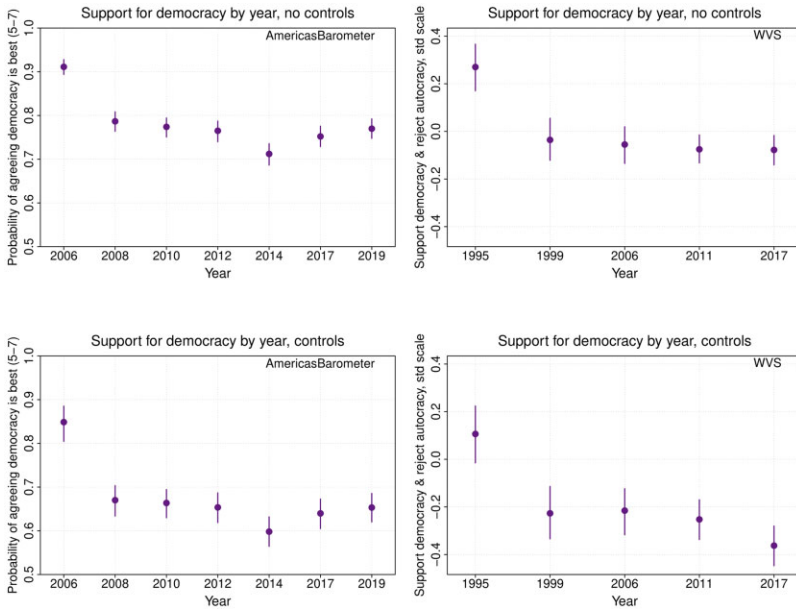 Support for democracy by year, no controls
AmericasBarometer
Probability of agreeing democracy is best (5–7)
1.0
0.9
0.8
0.7
0.6
0.5
2006 2008 2010 2012 2014 2017 2019
Year
Support for democracy by year, no controls
WVS
Support democracy & reject autocracy, std scale
0.4
0.2
0.0
−0.2
−0.4
1995 1999 2006 2011 2017
Year
Support for democracy by year, controls
AmericasBarometer
Probability of agreeing democracy is best (5–7)
1.0
0.9
0.8
0.7
0.6
0.5
2006 2008 2010 2012 2014 2017 2019
Year
Support for democracy by year, controls
WVS
Support democracy & reject autocracy, std scale
0.4
0.2
0.0
−0.2
−0.4
1995 1999 2006 2011 2017
Year